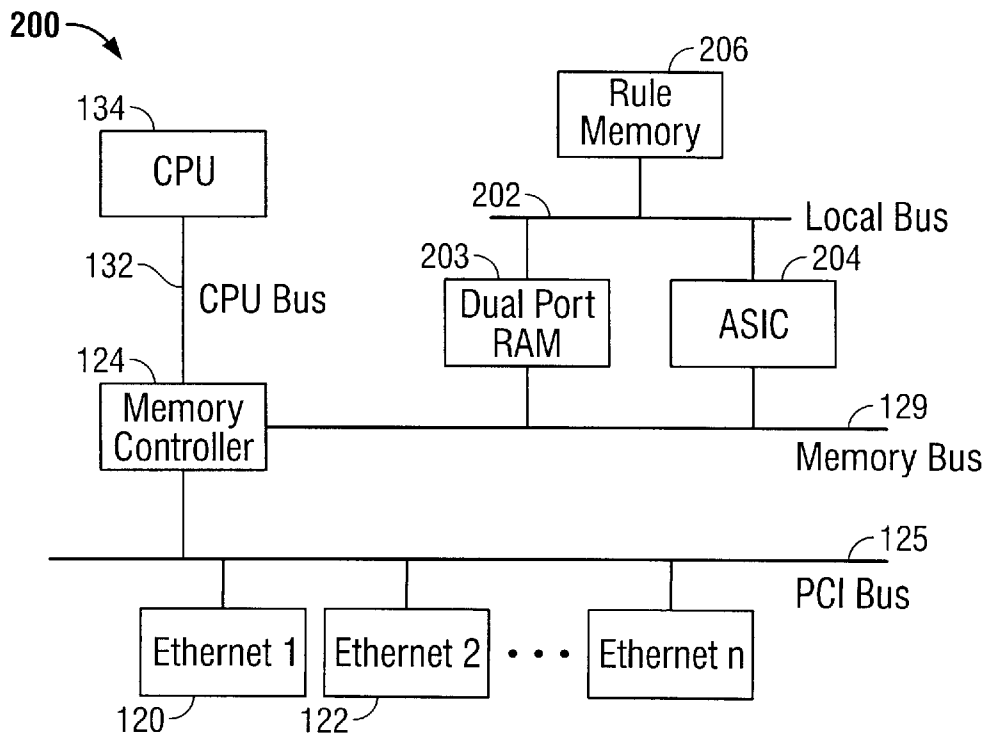 200
206
Rule
Memory
134
CPU
202
Local Bus
203
204
132
CPU Bus
Dual Port
RAM
ASIC
124
Memory
Controller
129
Memory Bus
125
PCI Bus
Ethernet 1
Ethernet 2
• • •
Ethernet n
120
122